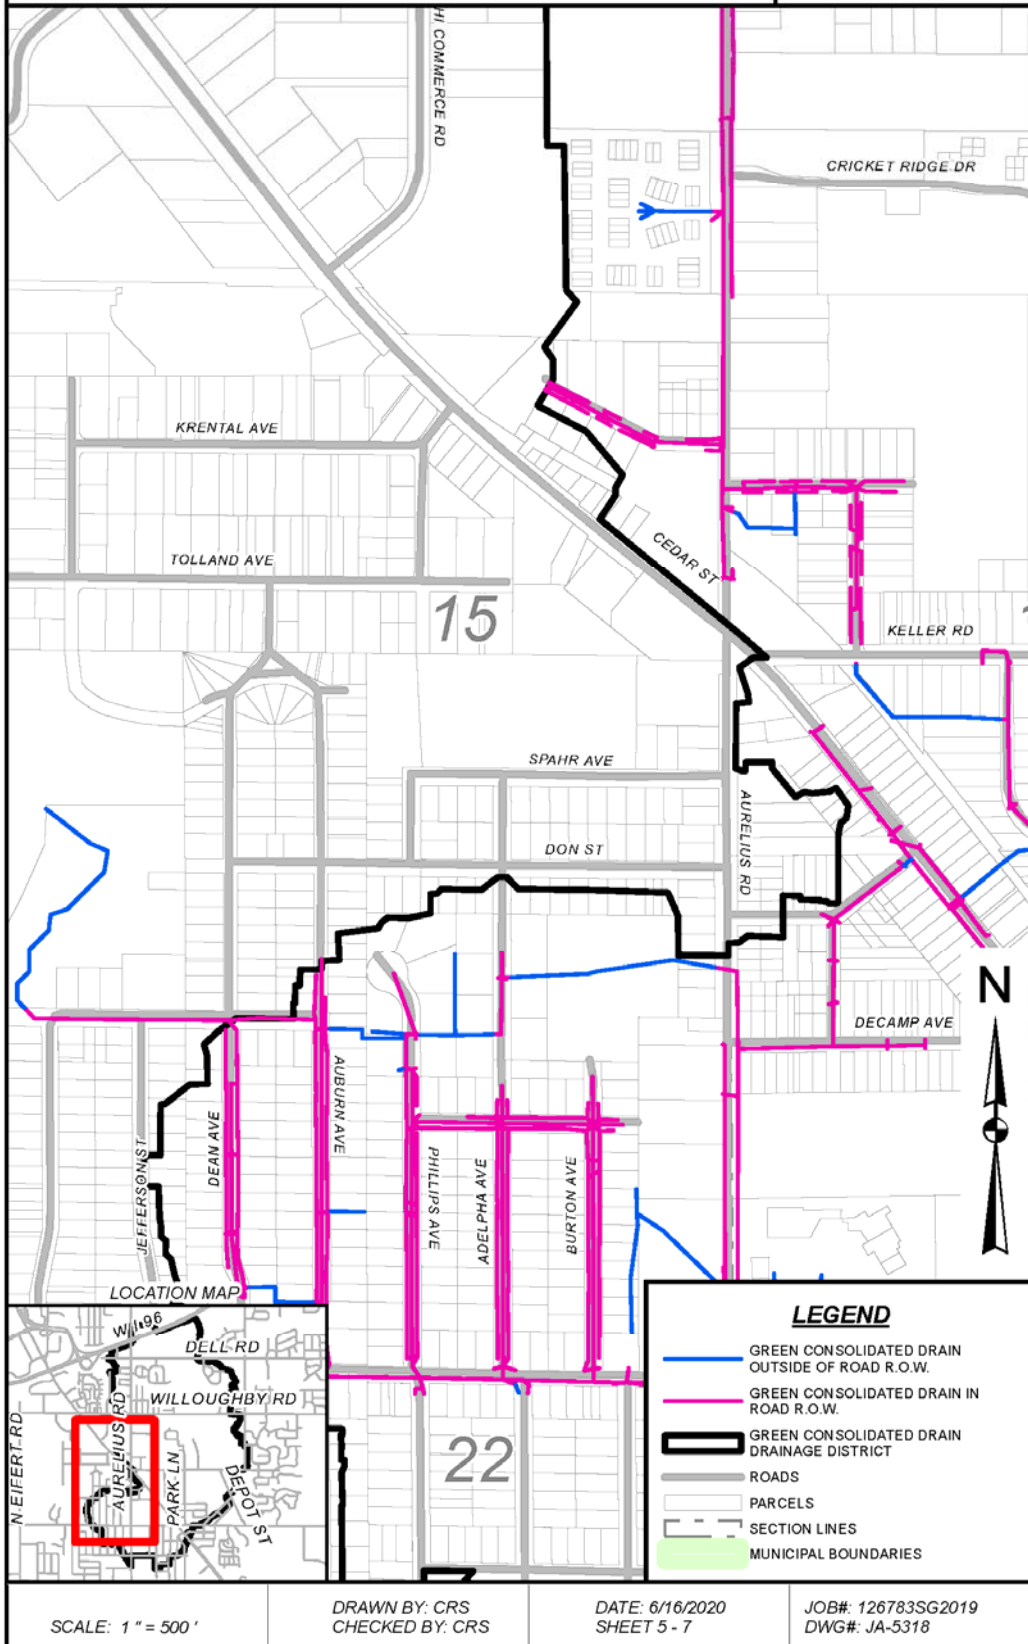 HI COMMERCE RD
CRICKET RIDGE DR
KRENTAL AVE
TOLLAND AVE
CEDAR ST
15
KELLER RD
SPAHR AVE
AURELIUS RD
DON ST
N
DECAMP AVE
AUBURN AVE
DEAN AVE
JEFFERSON ST
PHILLIPS AVE
ADELPHA AVE
BURTON AVE
LOCATION MAP
W I 96
DELL RD
WILLOUGHBY RD
N EIFERT RD
AURELIUS RD
PARK LN
DEPOT ST
22
LEGEND
GREEN CONSOLIDATED DRAIN
OUTSIDE OF ROAD R.O.W.
GREEN CONSOLIDATED DRAIN IN
ROAD R.O.W.
GREEN CONSOLIDATED DRAIN
DRAINAGE DISTRICT
ROADS
PARCELS
SECTION LINES
MUNICIPAL BOUNDARIES
SCALE: 1 " = 500 '
DRAWN BY: CRS
CHECKED BY: CRS
DATE: 6/16/2020
SHEET 5 - 7
JOB#: 126783SG2019
DWG#: JA-5318